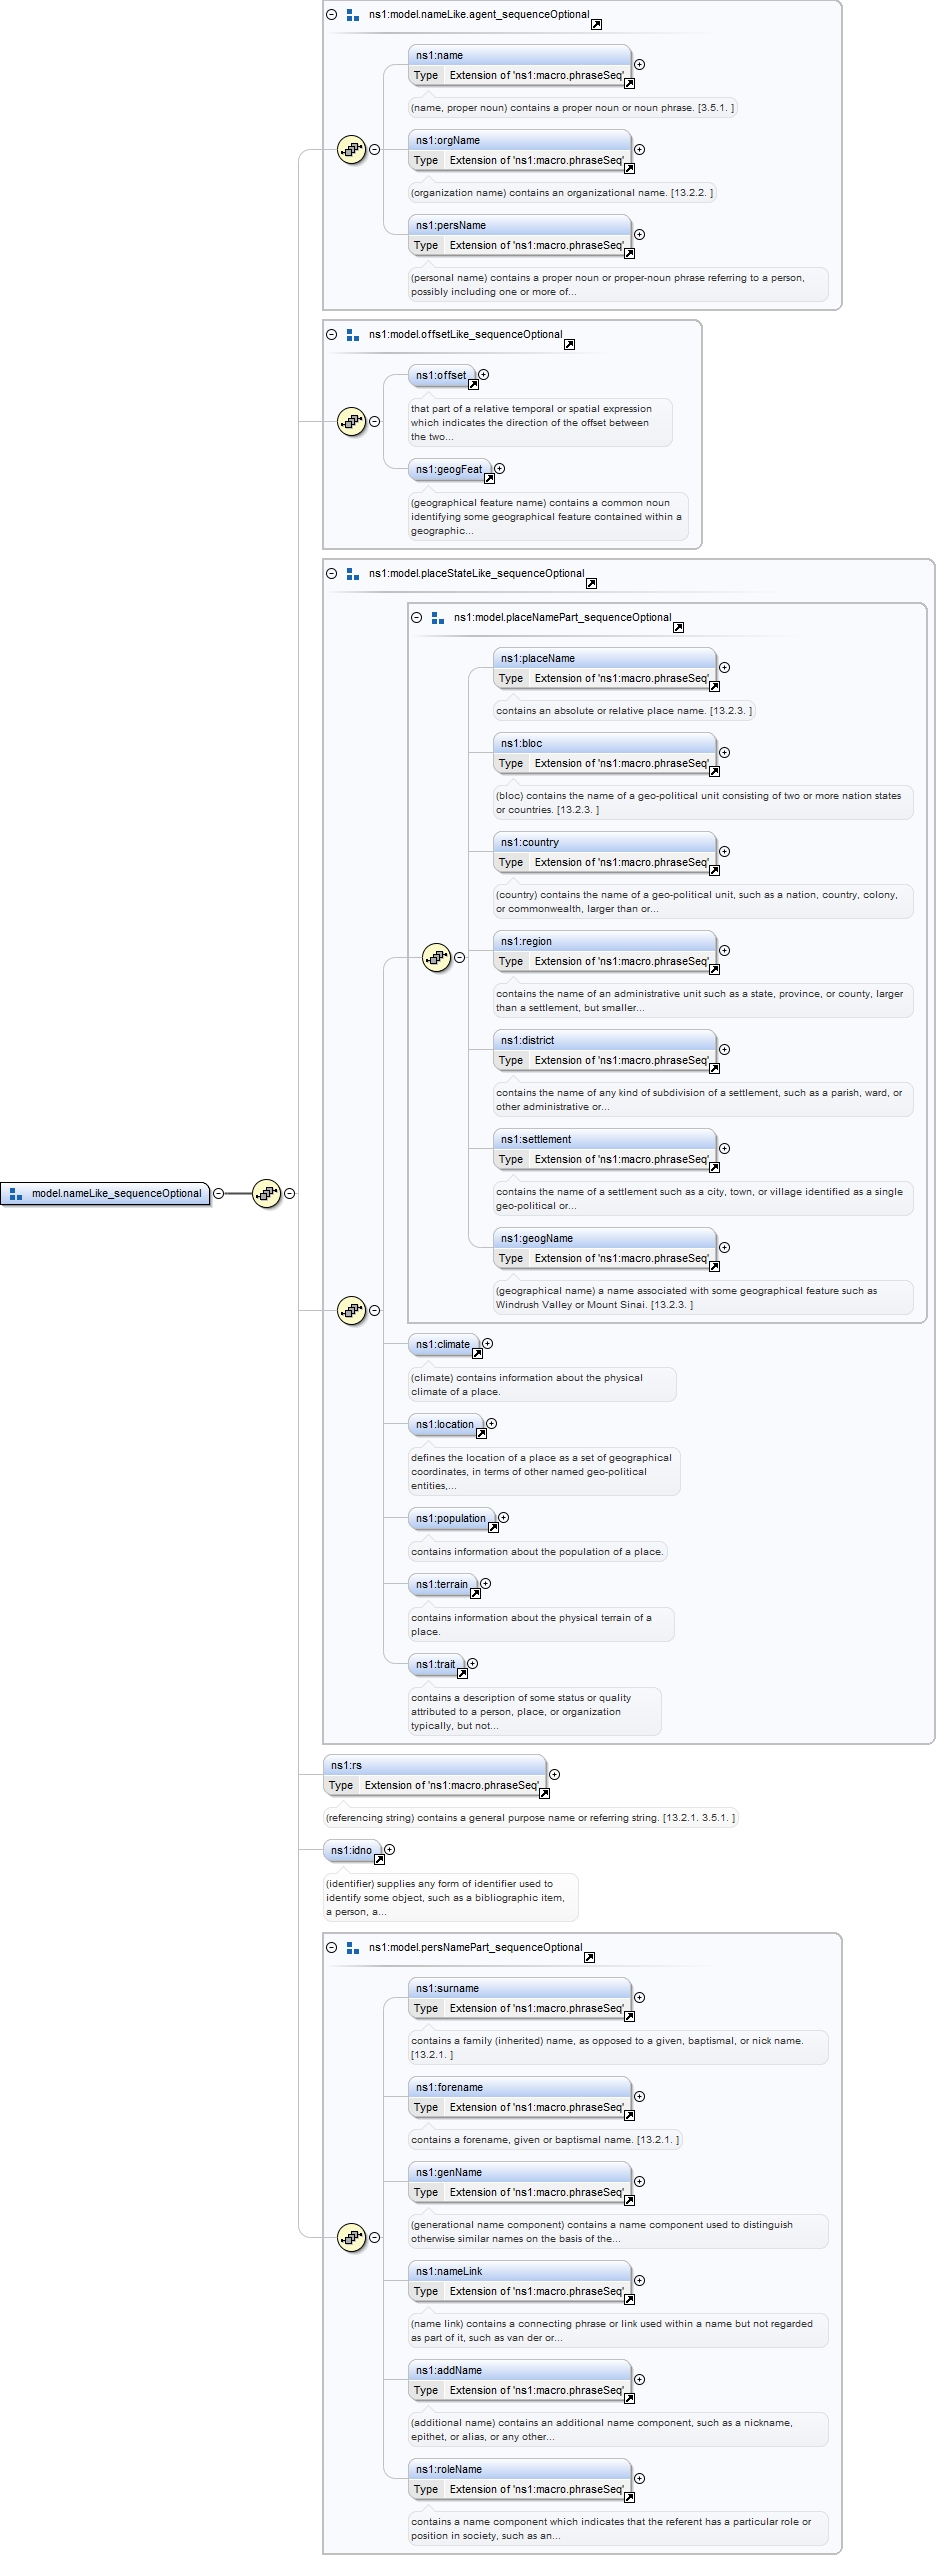 ns1:model.nameLike.agent_sequenceOptional
ns1:name
Type Extension of 'ns1:macro.phraseSeq'
(name, proper noun) contains a proper noun or noun phrase. [3.5.1. ]
ns1:orgName
Type Extension of 'ns1:macro.phraseSeq'
(organization name) contains an organizational name. [13.2.2. ]
ns1:persName
Type Extension of 'ns1:macro.phraseSeq'
(personal name) contains a proper noun or proper-noun phrase referring to a person,
possibly including one or more of...
ns1:model.offsetLike_sequenceOptional
ns1:offset
that part of a relative temporal or spatial expression
which indicates the direction of the offset between
the two...
ns1:geogFeat
(geographical feature name) contains a common noun
identifying some geographical feature contained within a
geographic...
ns1:model.placeStateLike_sequenceOptional
ns1:model.placeNamePart_sequenceOptional
ns1:placeName
Type Extension of 'ns1:macro.phraseSeq'
contains an absolute or relative place name. [13.2.3. ]
ns1:bloc
Type Extension of 'ns1:macro.phraseSeq'
(bloc) contains the name of a geo-political unit consisting of two or more nation states
or countries. [13.2.3. ]
ns1:country
Type Extension of 'ns1:macro.phraseSeq'
(country) contains the name of a geo-political unit, such as a nation, country, colony,
or commonwealth, larger than or...
ns1:region
Type Extension of 'ns1:macro.phraseSeq'
contains the name of an administrative unit such as a state, province, or county, larger
than a settlement, but smaller...
ns1:district
Type Extension of 'ns1:macro.phraseSeq'
contains the name of any kind of subdivision of a settlement, such as a parish, ward, or
other administrative or...
ns1:settlement
Type Extension of 'ns1:macro.phraseSeq'
contains the name of a settlement such as a city, town, or village identified as a single
geo-political or...
model.nameLike_sequenceOptional
ns1:geogName
Type Extension of 'ns1:macro.phraseSeq'
(geographical name) a name associated with some geographical feature such as
Windrush Valley or Mount Sinai. [13.2.3. ]
ns1:climate
(climate) contains information about the physical
climate of a place.
ns1:location
defines the location of a place as a set of geographical
coordinates, in terms of other named geo-political
entities,...
ns1:population
contains information about the population of a place.
ns1:terrain
contains information about the physical terrain of a
place.
ns1:trait
contains a description of some status or quality
attributed to a person, place, or organization
typically, but not...
ns1:rs
Type Extension of 'ns1:macro.phraseSeq'
(referencing string) contains a general purpose name or referring string. [13.2.1. 3.5.1. ]
ns1:idno
(identifier) supplies any form of identifier used to
identify some object, such as a bibliographic item,
a person, a...
ns1:model.persNamePart_sequenceOptional
ns1:surname
Type Extension of 'ns1:macro.phraseSeq'
contains a family (inherited) name, as opposed to a given, baptismal, or nick name.
[13.2.1. ]
ns1:forename
Type Extension of 'ns1:macro.phraseSeq'
contains a forename, given or baptismal name. [13.2.1. ]
ns1:genName
Type Extension of 'ns1:macro.phraseSeq'
(generational name component) contains a name component used to distinguish
otherwise similar names on the basis of the...
ns1:nameLink
Type Extension of 'ns1:macro.phraseSeq'
(name link) contains a connecting phrase or link used within a name but not regarded
as part of it, such as van der or...
ns1:addName
Type Extension of 'ns1:macro.phraseSeq'
(additional name) contains an additional name component, such as a nickname,
epithet, or alias, or any other...
ns1:roleName
Type Extension of 'ns1:macro.phraseSeq'
contains a name component which indicates that the referent has a particular role or
position in society, such as an...